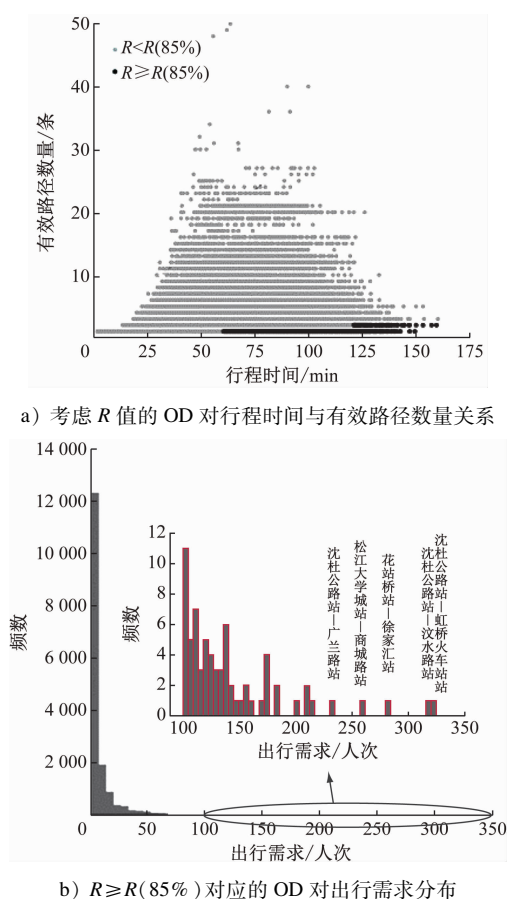 50
40
30
20
10
0
25
50
75
100
125
150
175
R<R(85%)
R≥R(85%)
有效路径数量/条
行程时间/min
a) 考虑 R 值的 OD 对行程时间与有效路径数量关系
14 000
12 000
10 000
8 000
6 000
4 000
2 000
0
50
100
150
200
250
300
350
频数
出行需求/人次
12
10
8
6
4
2
0
100
150
200
250
300
350
频数
出行需求/人次
沈杜公路站—广兰路站
松江大学城站—商城路站
花站桥站—徐家汇站
沈杜公路站—汶水路站
沈杜公路站—虹桥火车站站
b) R≥R(85%)对应的 OD 对出行需求分布